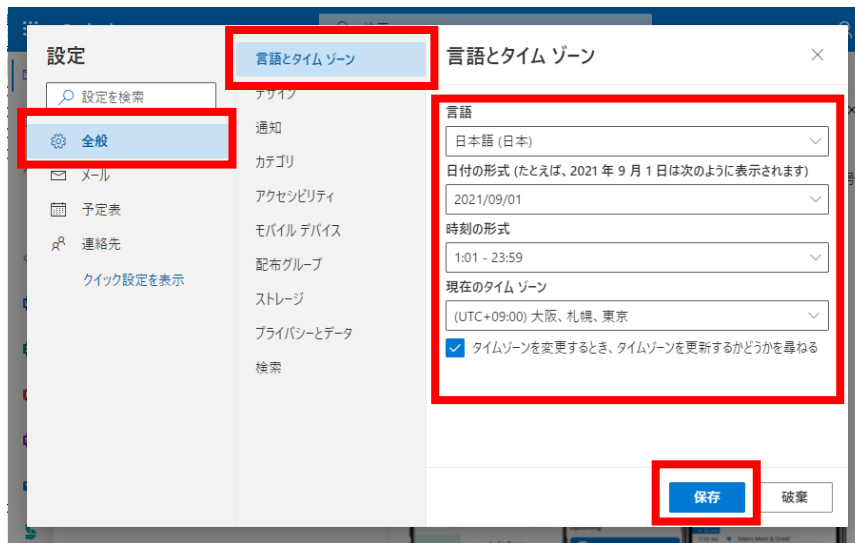 設定
設定を検索
全般
メール
予定表
連絡先
クイック設定を表示
言語とタイム ゾーン
デザイン
通知
カテゴリ
アクセシビリティ
モバイル デバイス
配布グループ
ストレージ
プライバシーとデータ
検索
言語とタイム ゾーン
言語
日本語 (日本)
日付の形式 (たとえば、2021 年 9 月 1 日は次のように表示されます)
2021/09/01
時刻の形式
1:01 - 23:59
現在のタイム ゾーン
(UTC+09:00) 大阪、札幌、東京
タイムゾーンを変更するとき、タイムゾーンを更新するかどうかを尋ねる
保存
破棄